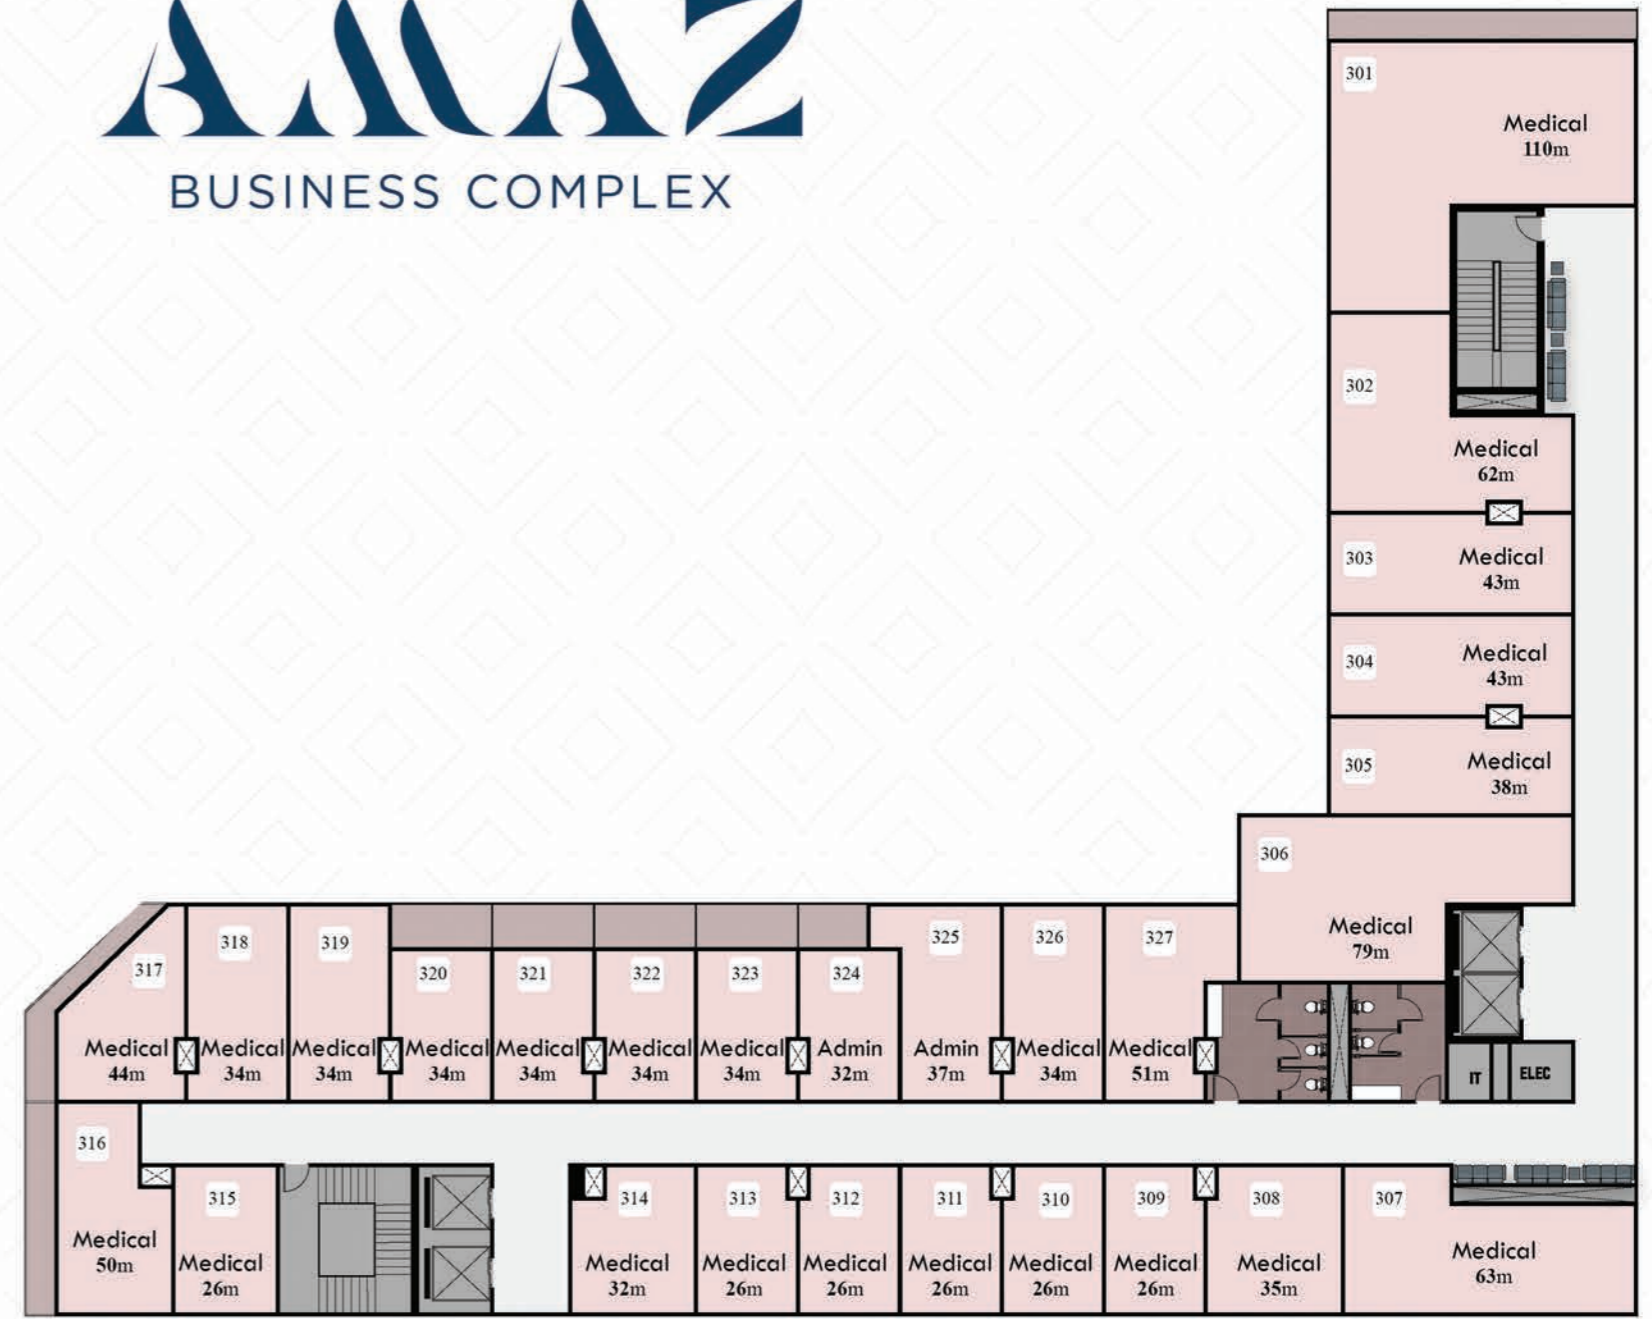 AMAZ
BUSINESS COMPLEX
301
Medical
110m
302
Medical
62m
303
Medical
43m
304
Medical
43m
305
Medical
38m
306
Medical
79m
317
Medical
44m
318
Medical
34m
319
Medical
34m
320
Medical
34m
321
Medical
34m
322
Medical
34m
323
Medical
34m
324
Admin
32m
325
Admin
37m
326
Medical
34m
327
Medical
51m
IT
ELEC
316
Medical
50m
315
Medical
26m
314
Medical
32m
313
Medical
26m
312
Medical
26m
311
Medical
26m
310
Medical
26m
309
Medical
26m
308
Medical
35m
307
Medical
63m